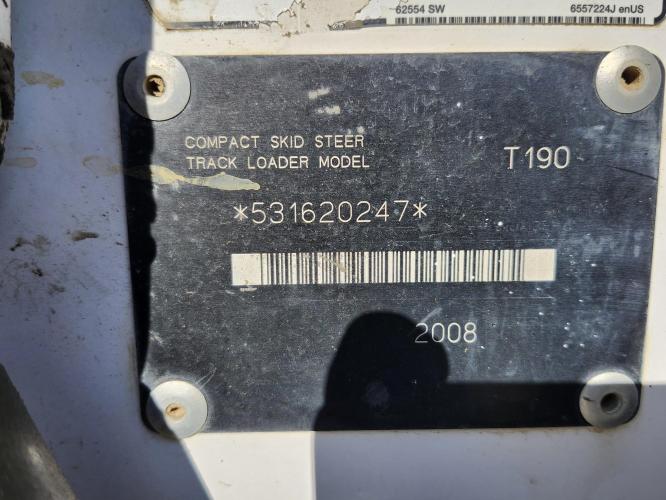 62554 SW 6557224J enUS
COMPACT SKID STEER
TRACK LOADER MODEL T190
*531620247*
2008